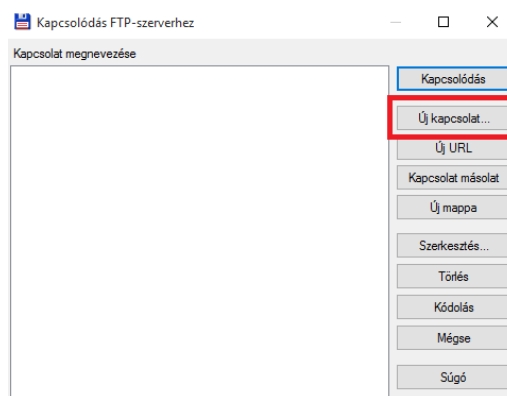 Kapcsolódás FTP-szerverhez
Kapcsolat megnevezése
Kapcsolódás
Új kapcsolat...
Új URL
Kapcsolat másolat
Új mappa
Szerkesztés...
Törlés
Kódolás
Mégse
Súgó